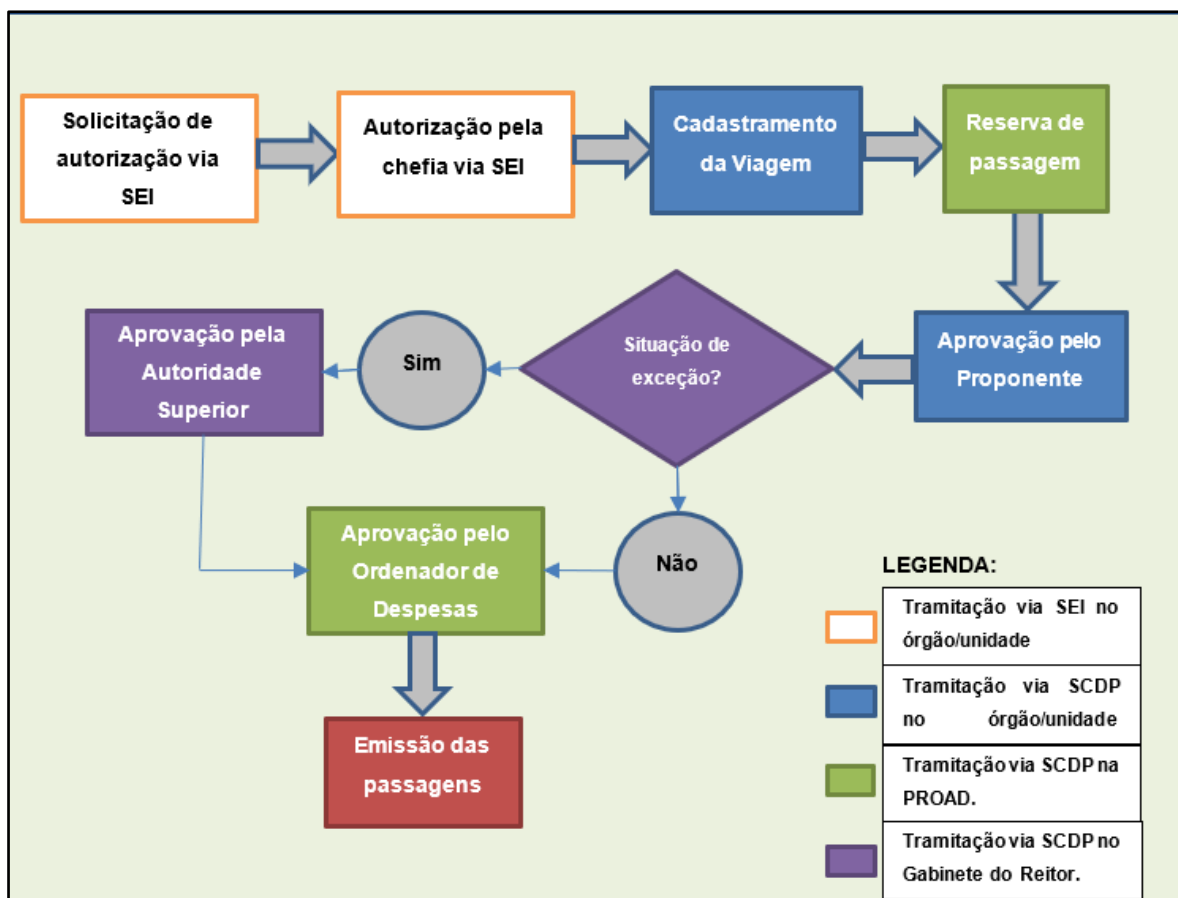 Solicitação de
autorização via
SEI
Autorização pela
chefia via SEI
Cadastramento
da Viagem
Reserva de
passagem
Aprovação pela
Autoridade
Superior
Sim
Situação de
exceção?
Aprovação pelo
Proponente
Aprovação pelo
Ordenador de
Despesas
Não
Emissão das
passagens
LEGENDA:
Tramitação via SEI no
órgão/unidade
Tramitação via SCDP
no órgão/unidade
Tramitação via SCDP na
PROAD.
Tramitação via SCDP no
Gabinete do Reitor.